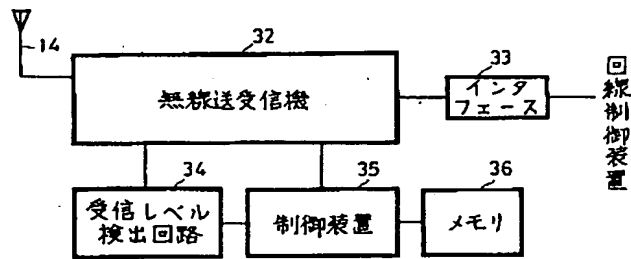 14
32
無線送受信機
33
インタ
フェース
回線制御装置
34
受信レベル
検出回路
35
制御装置
36
メモリ